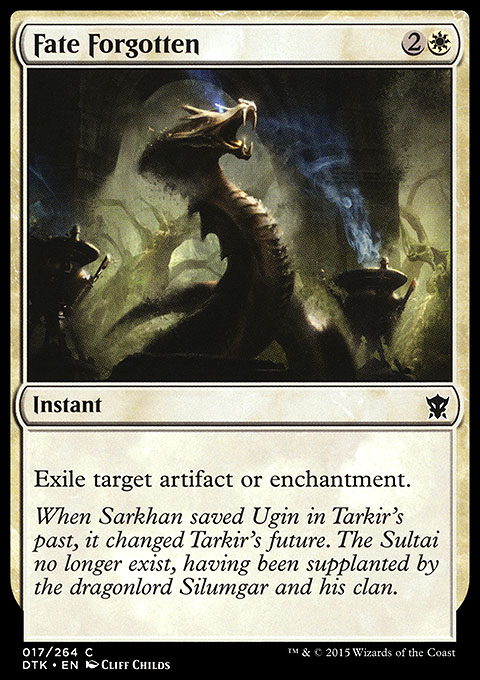 Fate Forgotten 2
Instant
Exile target artifact or enchantment.
When Sarkhan saved Ugin in Tarkir's
past, it changed Tarkir's future. The Sultai
no longer exist, having been supplanted by
the dragonlord Silumgar and his clan.
017/264 C
DTK • EN Cliff Childs
™ & © 2015 Wizards of the Coast